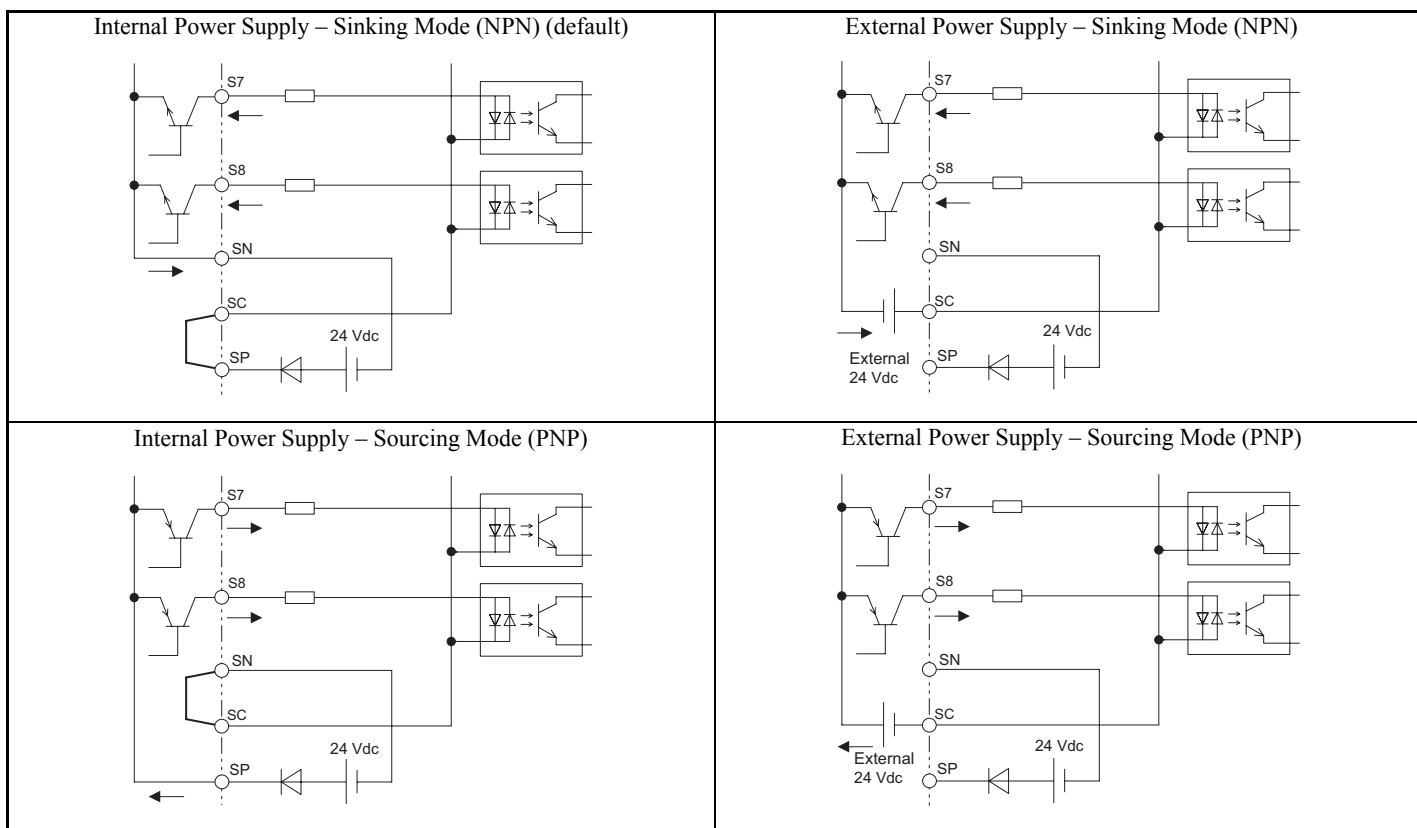 Internal Power Supply – Sinking Mode (NPN) (default)
S7
S8
SN
SC
24 Vdc
SP
External Power Supply – Sinking Mode (NPN)
S7
S8
SN
SC
24 Vdc
External
24 Vdc
SP
Internal Power Supply – Sourcing Mode (PNP)
S7
S8
SN
SC
24 Vdc
SP
External Power Supply – Sourcing Mode (PNP)
S7
S8
SN
SC
24 Vdc
External
24 Vdc
SP